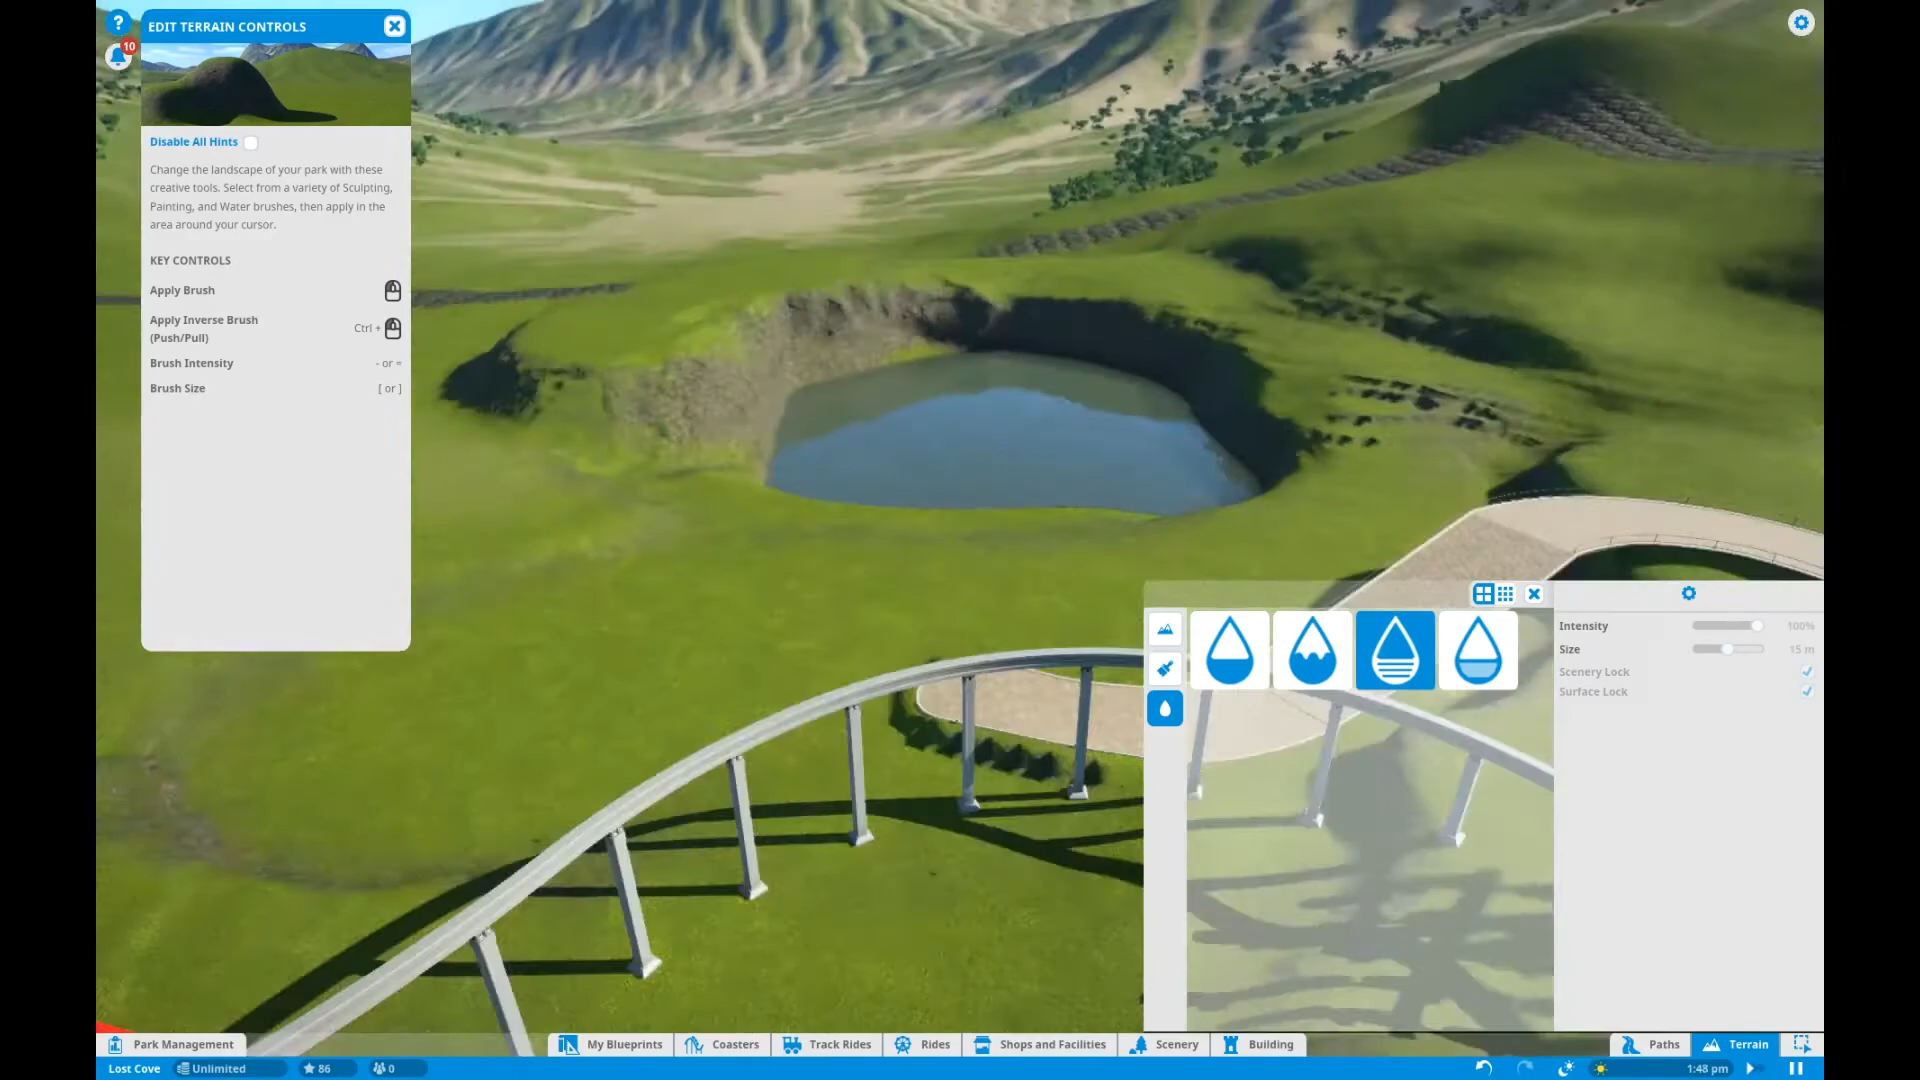 ?
10
EDIT TERRAIN CONTROLS
Disable All Hints
Change the landscape of your park with these
creative tools. Select from a variety of Sculpting,
Painting, and Water brushes, then apply in the
area around your cursor.
KEY CONTROLS
Apply Brush
Apply Inverse Brush
(Push/Pull)
Ctrl +
Brush Intensity
- or =
Brush Size
[ or ]
Intensity
100%
Size
15 m
Scenery Lock
Surface Lock
Park Management
My Blueprints
Coasters
Track Rides
Rides
Shops and Facilities
Scenery
Building
Paths
Terrain
Lost Cove
Unlimited
86
0
1:48 pm